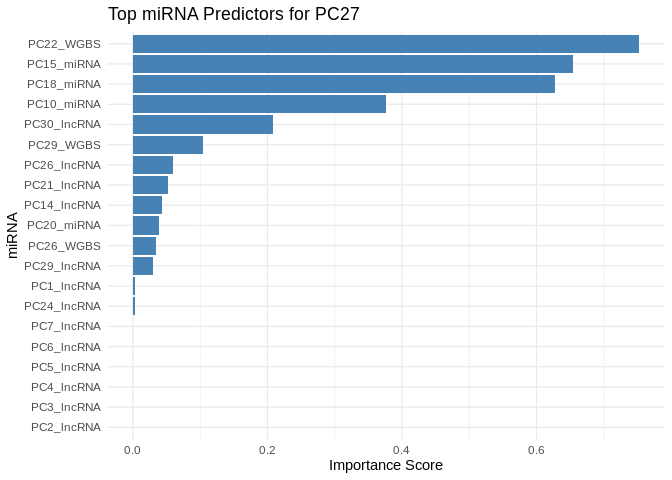 Top miRNA Predictors for PC27
PC22_WGBS
PC15_miRNA
PC18_miRNA
PC10_miRNA
PC30_lncRNA
PC29_WGBS
PC26_lncRNA
PC21_lncRNA
PC14_lncRNA
PC20_miRNA
PC26_WGBS
PC29_lncRNA
PC1_lncRNA
PC24_lncRNA
PC7_lncRNA
PC6_lncRNA
PC5_lncRNA
PC4_lncRNA
PC3_lncRNA
PC2_lncRNA
miRNA
0.0 0.2 0.4 0.6
Importance Score